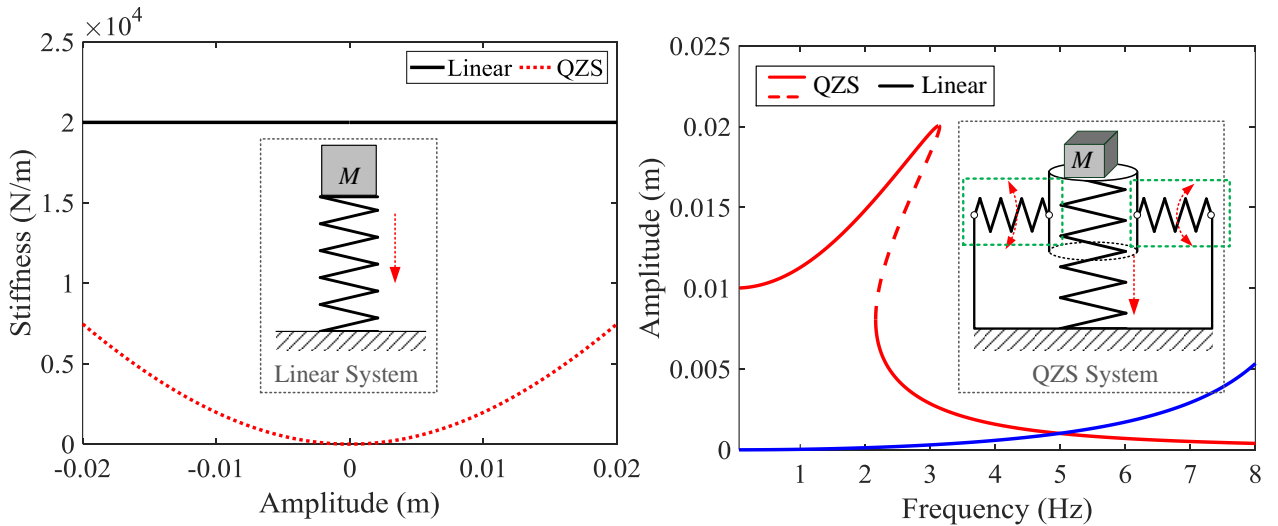 ×10⁴
2.5
2
1.5
1
0.5
0
-0.02
-0.01
0
0.01
0.02
Stiffness (N/m)
Amplitude (m)
Linear
QZS
M
Linear System
0.025
0.02
0.015
0.01
0.005
0
1
2
3
4
5
6
7
8
Amplitude (m)
Frequency (Hz)
QZS
Linear
M
QZS System